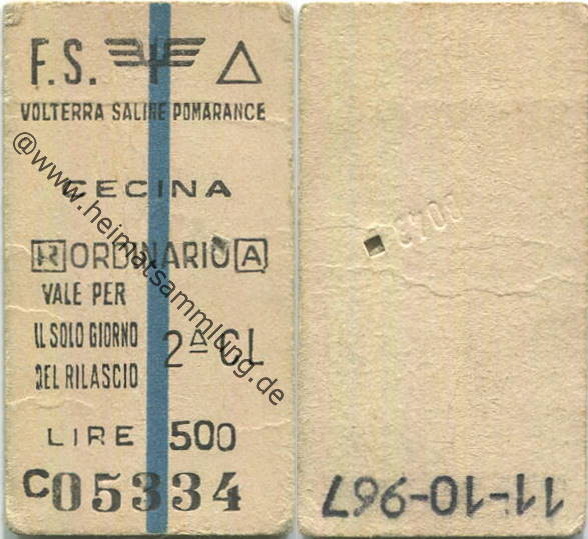 F.S.
VOLTERRA SALINE POMARANCE
CECINA
R ORDINARIO A
VALE PER
IL SOLO GIORNO
DEL RILASCIO
2ª CL
LIRE 500
C05334
@www.heimatsammlung.de
11-10-967